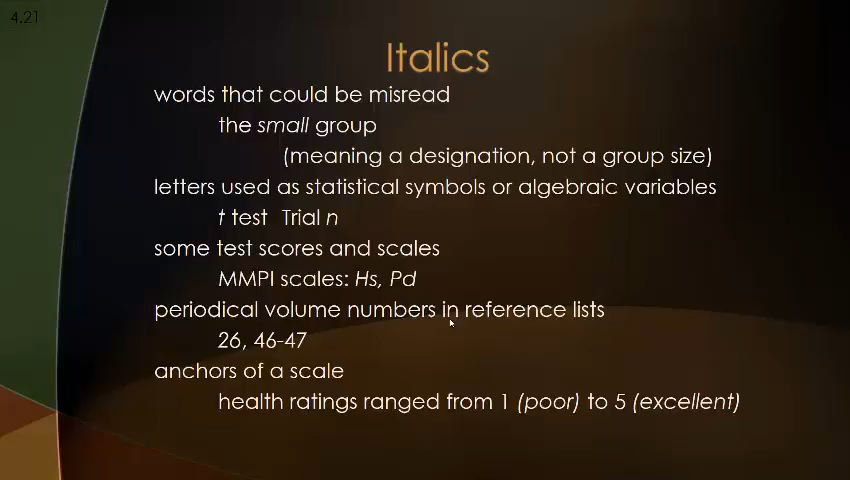 4.21
Italics
words that could be misread
the small group
(meaning a designation, not a group size)
letters used as statistical symbols or algebraic variables
t test Trial n
some test scores and scales
MMPI scales: Hs, Pd
periodical volume numbers in reference lists
26, 46-47
anchors of a scale
health ratings ranged from 1 (poor) to 5 (excellent)